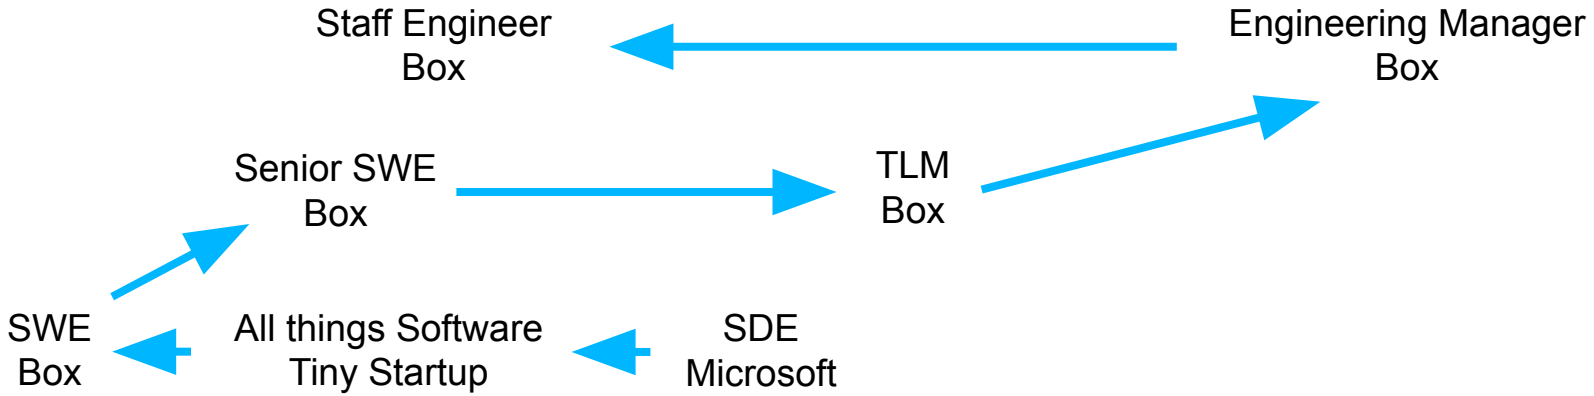 Staff Engineer
Box
Engineering Manager
Box
Senior SWE
Box
TLM
Box
SWE
Box
All things Software
Tiny Startup
SDE
Microsoft